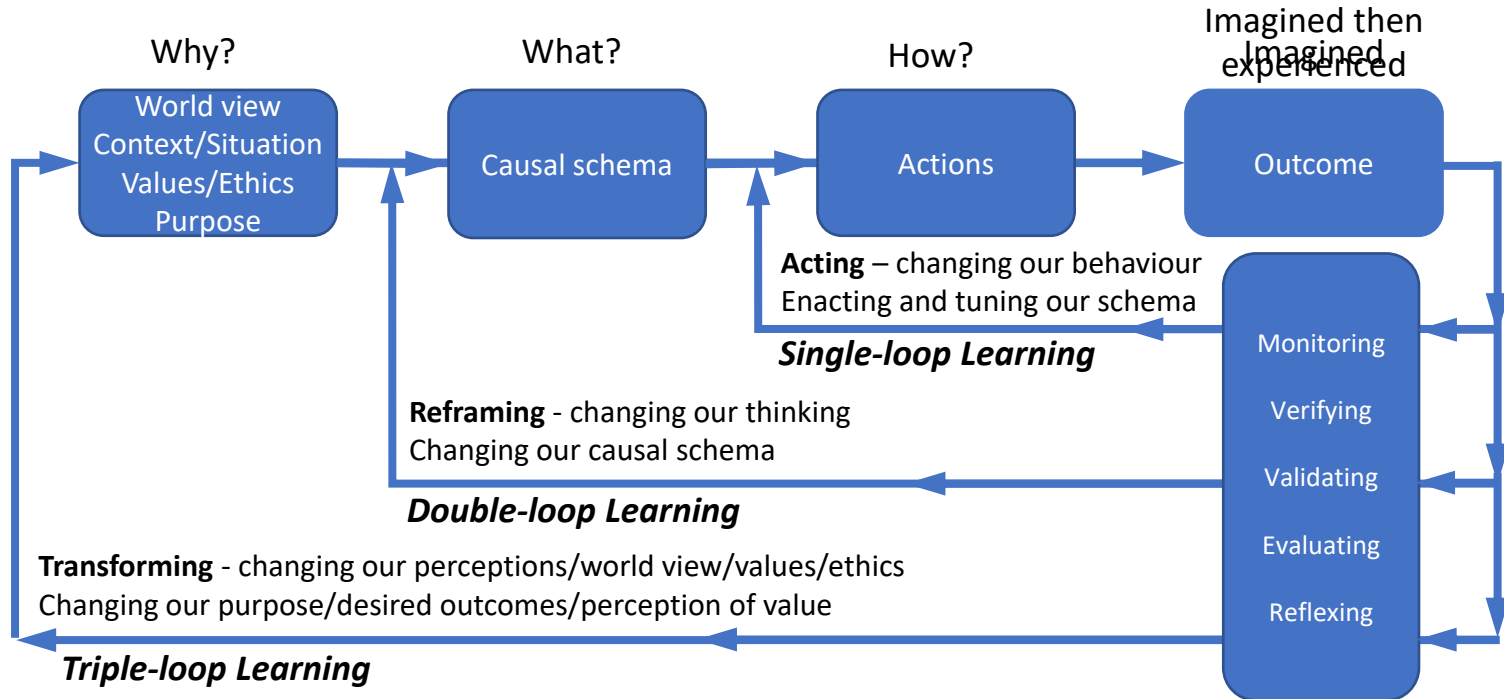 Why?
What?
How?
Imagined then
experienced
Imagined
World view
Context/Situation
Values/Ethics
Purpose
Causal schema
Actions
Outcome
Acting – changing our behaviour
Enacting and tuning our schema
Single-loop Learning
Reframing - changing our thinking
Changing our causal schema
Double-loop Learning
Transforming - changing our perceptions/world view/values/ethics
Changing our purpose/desired outcomes/perception of value
Triple-loop Learning
Monitoring
Verifying
Validating
Evaluating
Reflexing